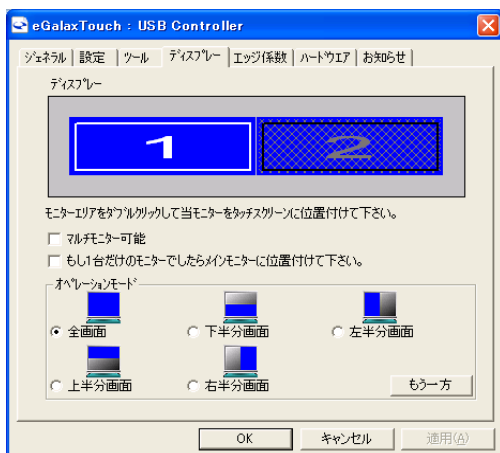 eGalaxTouch : USB Controller
ジェネラル 設定 ツール ディスプレー エッジ係数 ハードウエア お知らせ
ディスプレー
1 2
モニターエリアをダブルクリックして当モニターをタッチスクリーンに位置付けて下さい。
マルチモニター可能
もし1台だけのモニターでしたらメインモニターに位置付けて下さい。
オペレーションモード
全画面 下半分画面 左半分画面
上半分画面 右半分画面 もう一方
OK キャンセル 適用(A)